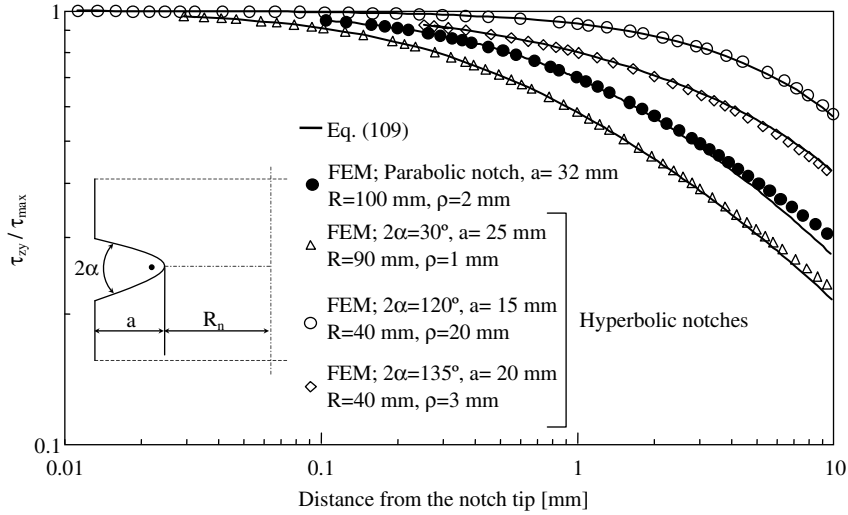 1
τzy / τmax
0.1
0.01
0.1
1
10
Distance from the notch tip [mm]
Eq. (109)
FEM; Parabolic notch, a= 32 mm
R=100 mm, ρ=2 mm
FEM; 2α=30º, a= 25 mm
R=90 mm, ρ=1 mm
FEM; 2α=120º, a= 15 mm
R=40 mm, ρ=20 mm
FEM; 2α=135º, a= 20 mm
R=40 mm, ρ=3 mm
Hyperbolic notches
2α
a
Rn